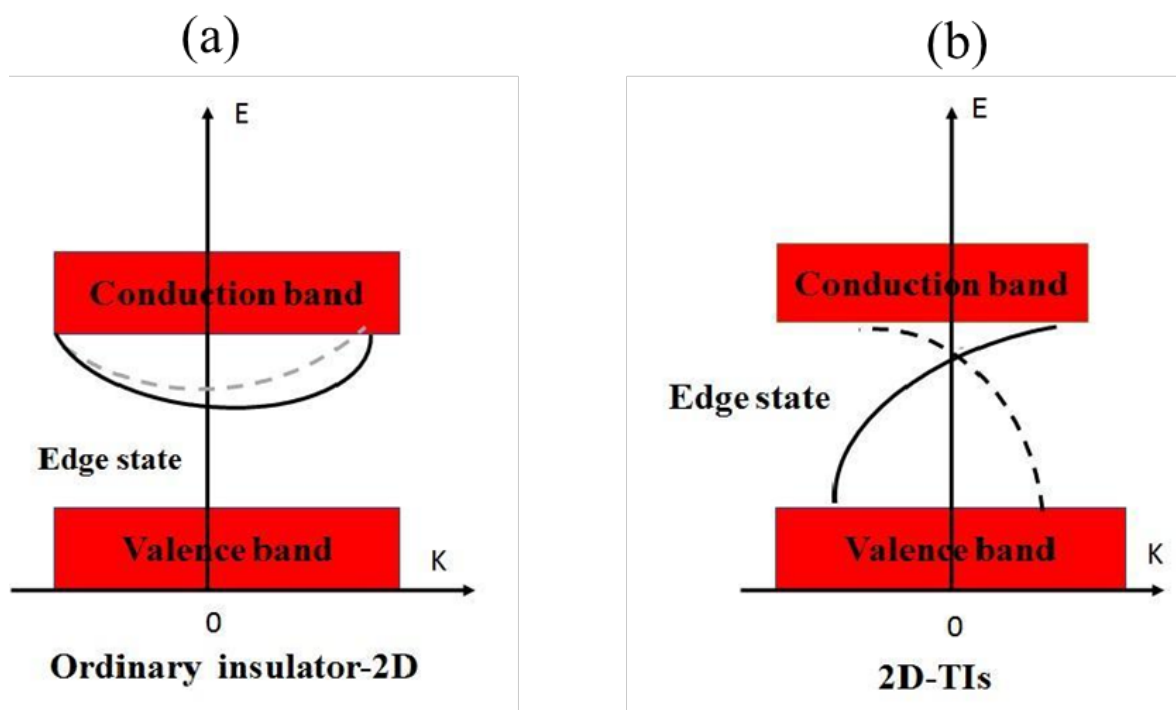 (a)
E
Conduction band
Edge state
Valence band
K
0
Ordinary insulator-2D
(b)
E
Conduction band
Edge state
Valence band
K
0
2D-TIs